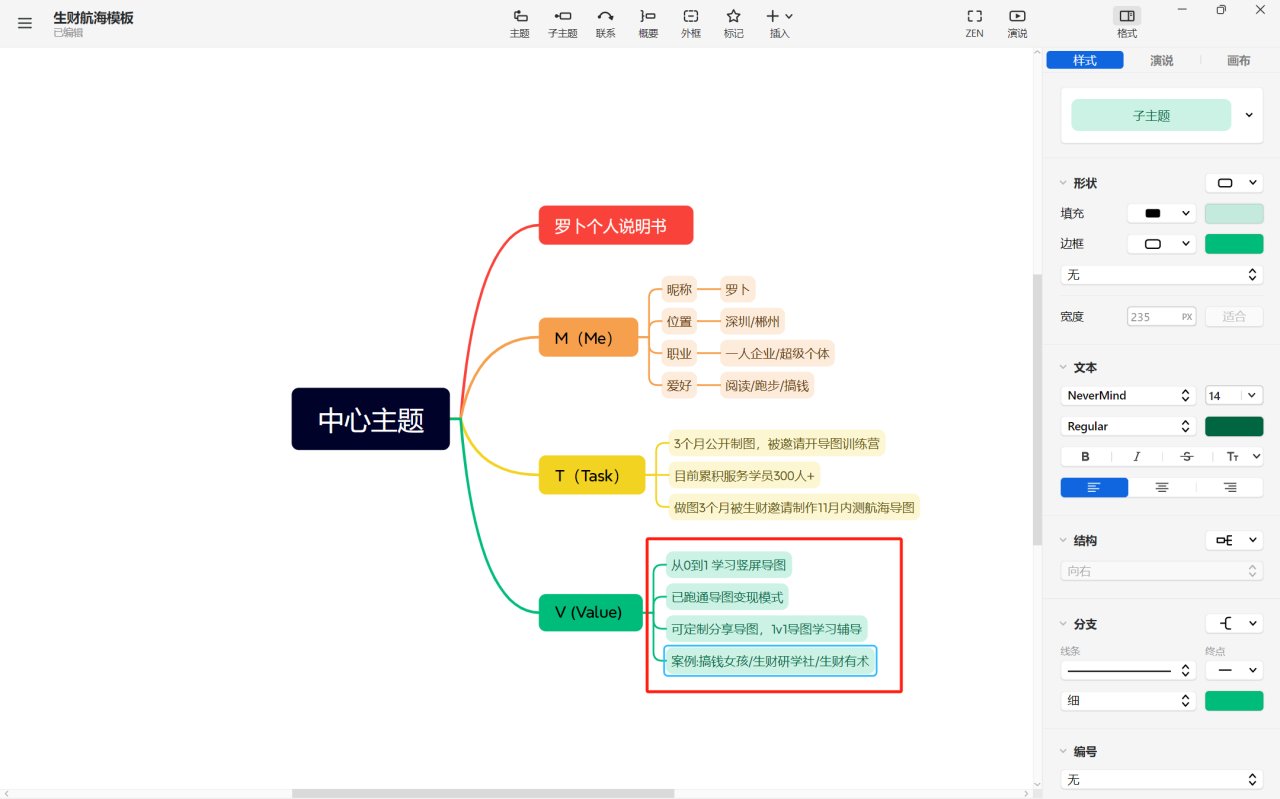 生财航海模板
已编辑
主题
子主题
联系
概要
外框
标记
插入
ZEN
演说
格式
样式
演说
画布
子主题
形状
填充
边框
无
宽度
235
PX
适合
文本
NeverMind
14
Regular
B
I
S
TT
结构
向右
分支
线条
终点
细
编号
无
中心主题
罗卜个人说明书
M（Me）
昵称
罗卜
位置
深圳/郴州
职业
一人企业/超级个体
爱好
阅读/跑步/搞钱
T（Task）
3个月公开制图，被邀请开导图训练营
目前累积服务学员300人+
做图3个月被生财邀请制作11月内测航海导图
V (Value)
从0到1 学习竖屏导图
已跑通导图变现模式
可定制分享导图，1v1导图学习辅导
案例:搞钱女孩/生财研学社/生财有术